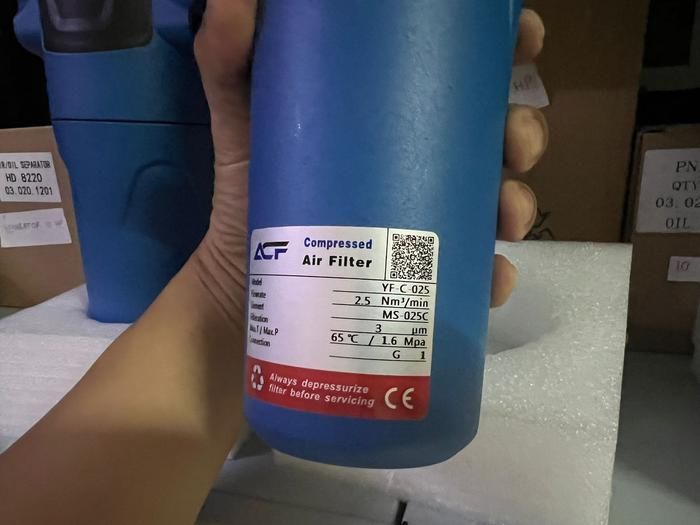 ACF
Compressed
Air Filter
Model YF-C-025
Flowrate 2.5 Nm³/min
Element MS-025C
Filtration 3 μm
Max.T / Max.P 65℃ / 1.6 Mpa
Connection G 1
Always depressurize
filter before servicing
CE
R/OIL SEPARATOR
HD 8220
03.020.1201
PN
QTY
03.02
OIL
10